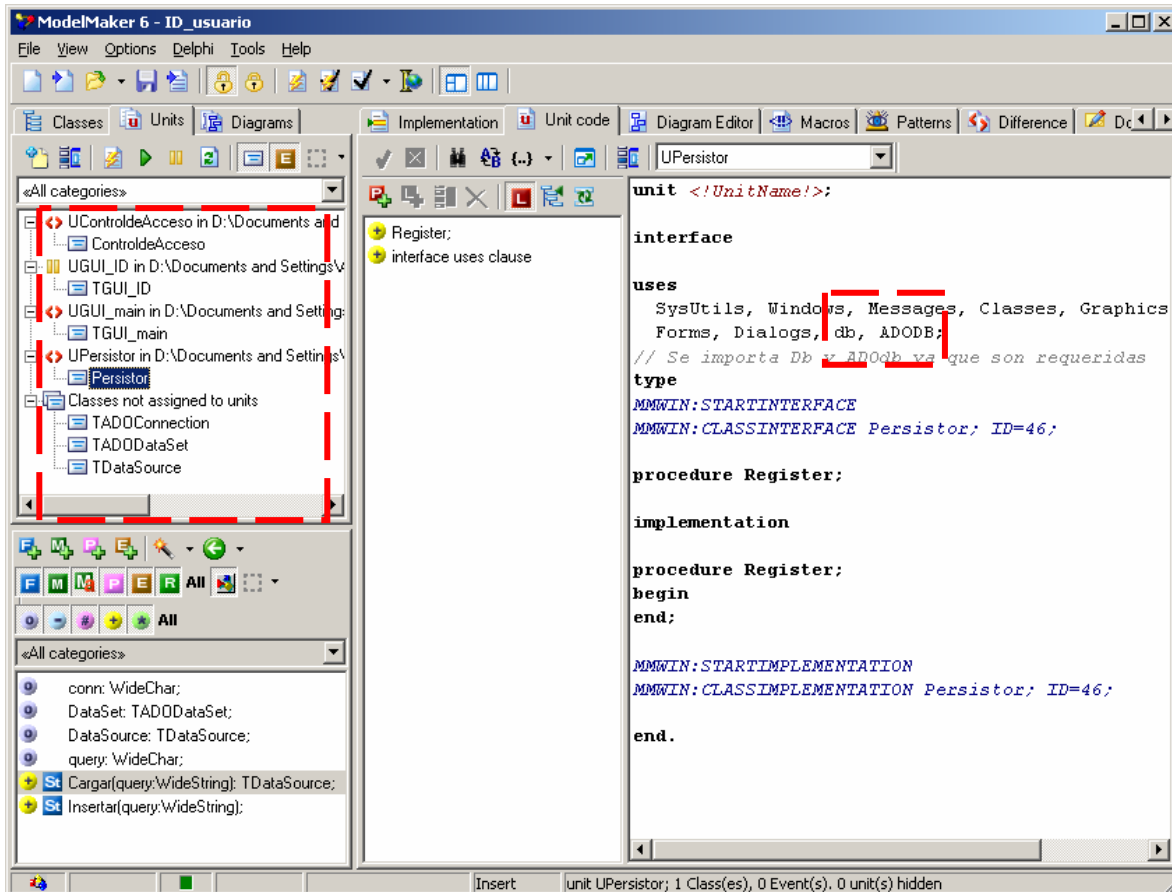 ModelMaker 6 - ID_usuario
File View Options Delphi Tools Help
Classes Units Diagrams
Implementation Unit code Diagram Editor Macros Patterns Difference
UPersistor
«All categories»
UControldeAcceso in D:\Documents and
ControldeAcceso
UGUI_ID in D:\Documents and Settings\
TGUI_ID
UGUI_main in D:\Documents and Setting
TGUI_main
UPersistor in D:\Documents and Settings\
Persistor
Classes not assigned to units
TADOConnection
TADODataSet
TDataSource
All
All
«All categories»
conn: WideChar;
DataSet: TADODataSet;
DataSource: TDataSource;
query: WideChar;
St Cargar(query:WideString): TDataSource;
St Insertar(query:WideString);
Register;
interface uses clause
unit <!UnitName!>;
interface
uses
SysUtils, Windows, Messages, Classes, Graphics
Forms, Dialogs, db, ADODB;
// Se importa Db y ADOdb ya que son requeridas
type
MMWIN:STARTINTERFACE
MMWIN:CLASSINTERFACE Persistor; ID=46;
procedure Register;
implementation
procedure Register;
begin
end;
MMWIN:STARTIMPLEMENTATION
MMWIN:CLASSIMPLEMENTATION Persistor; ID=46;
end.
Insert unit UPersistor; 1 Class(es), 0 Event(s). 0 unit(s) hidden